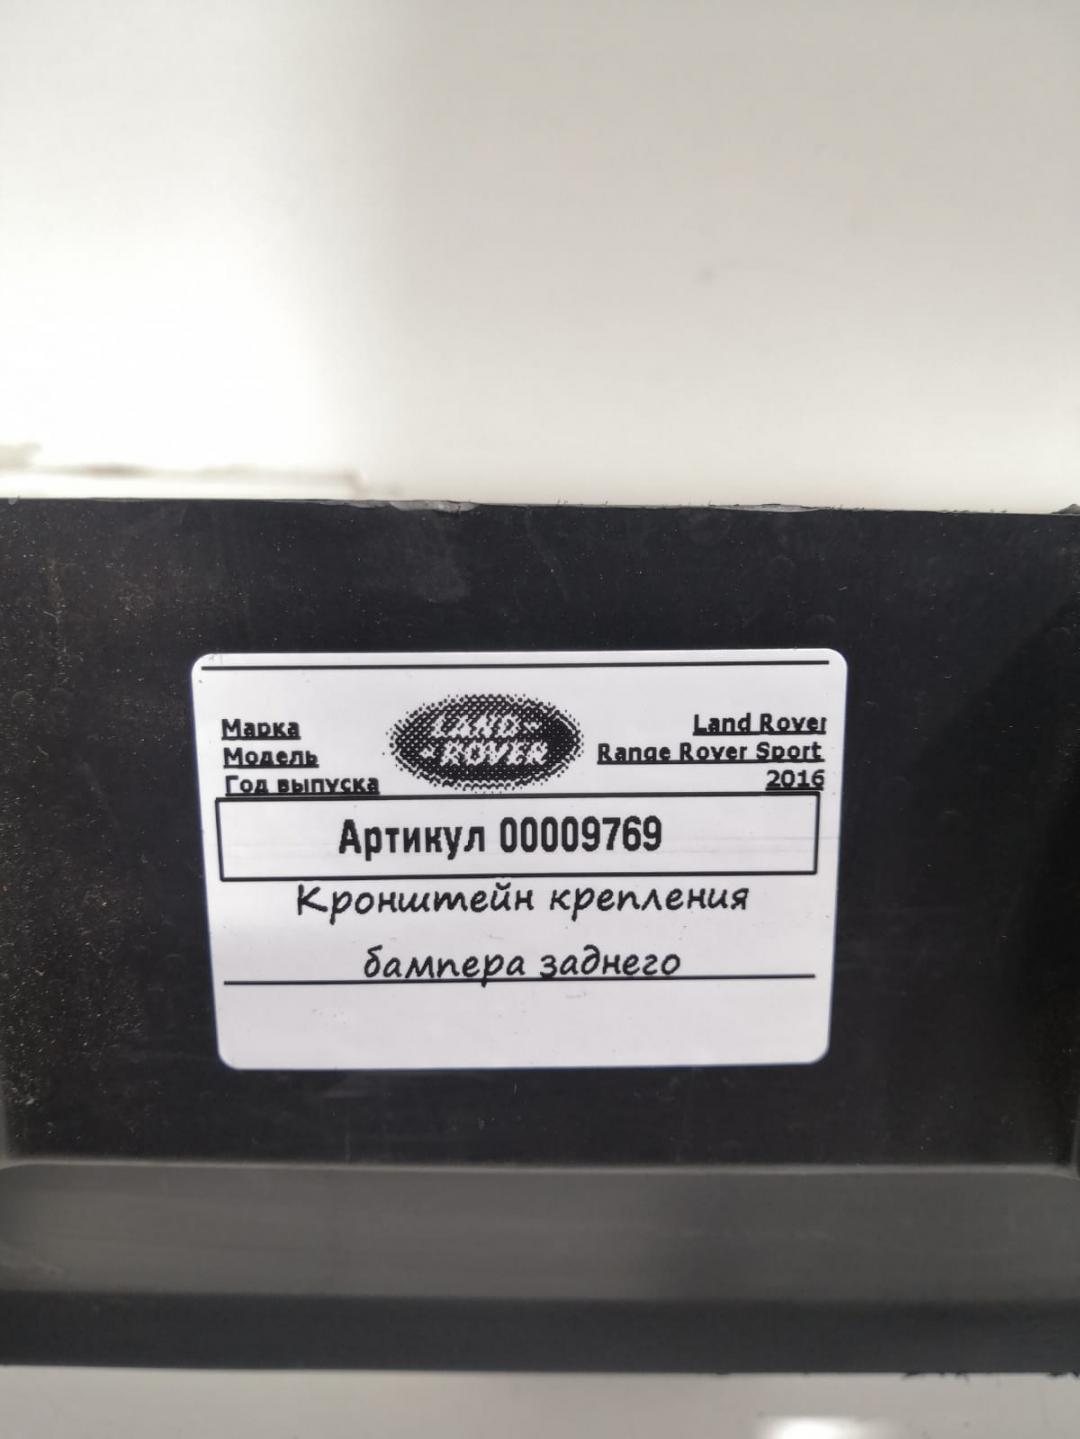 Марка Land Rover
Модель Range Rover Sport
Год выпуска 2016
LAND-
ROVER
Артикул 00009769
Кронштейн крепления
бампера заднего